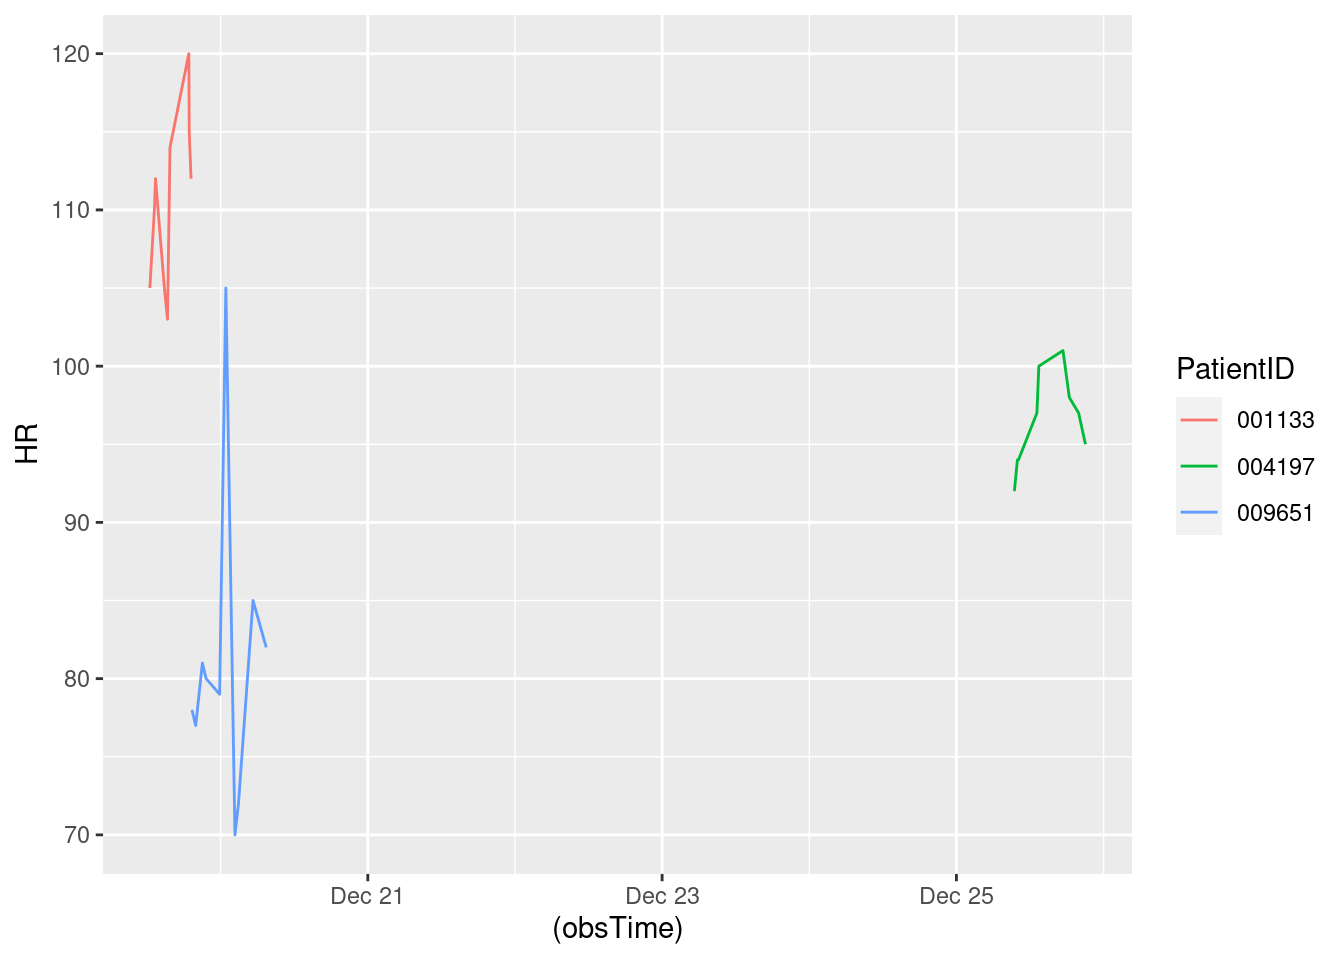 120
110
100
90
80
70
HR
Dec 21
Dec 23
Dec 25
(obsTime)
PatientID
001133
004197
009651